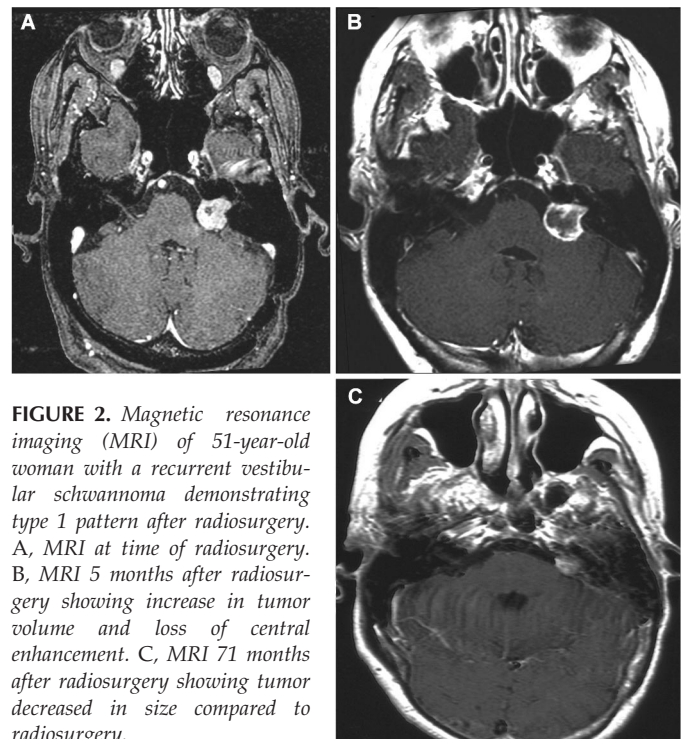 A
B
C
FIGURE 2. Magnetic resonance
imaging (MRI) of 51-year-old
woman with a recurrent vestibu-
lar schwannoma demonstrating
type 1 pattern after radiosurgery.
A, MRI at time of radiosurgery.
B, MRI 5 months after radiosur-
gery showing increase in tumor
volume and loss of central
enhancement. C, MRI 71 months
after radiosurgery showing tumor
decreased in size compared to
radiosurgery.